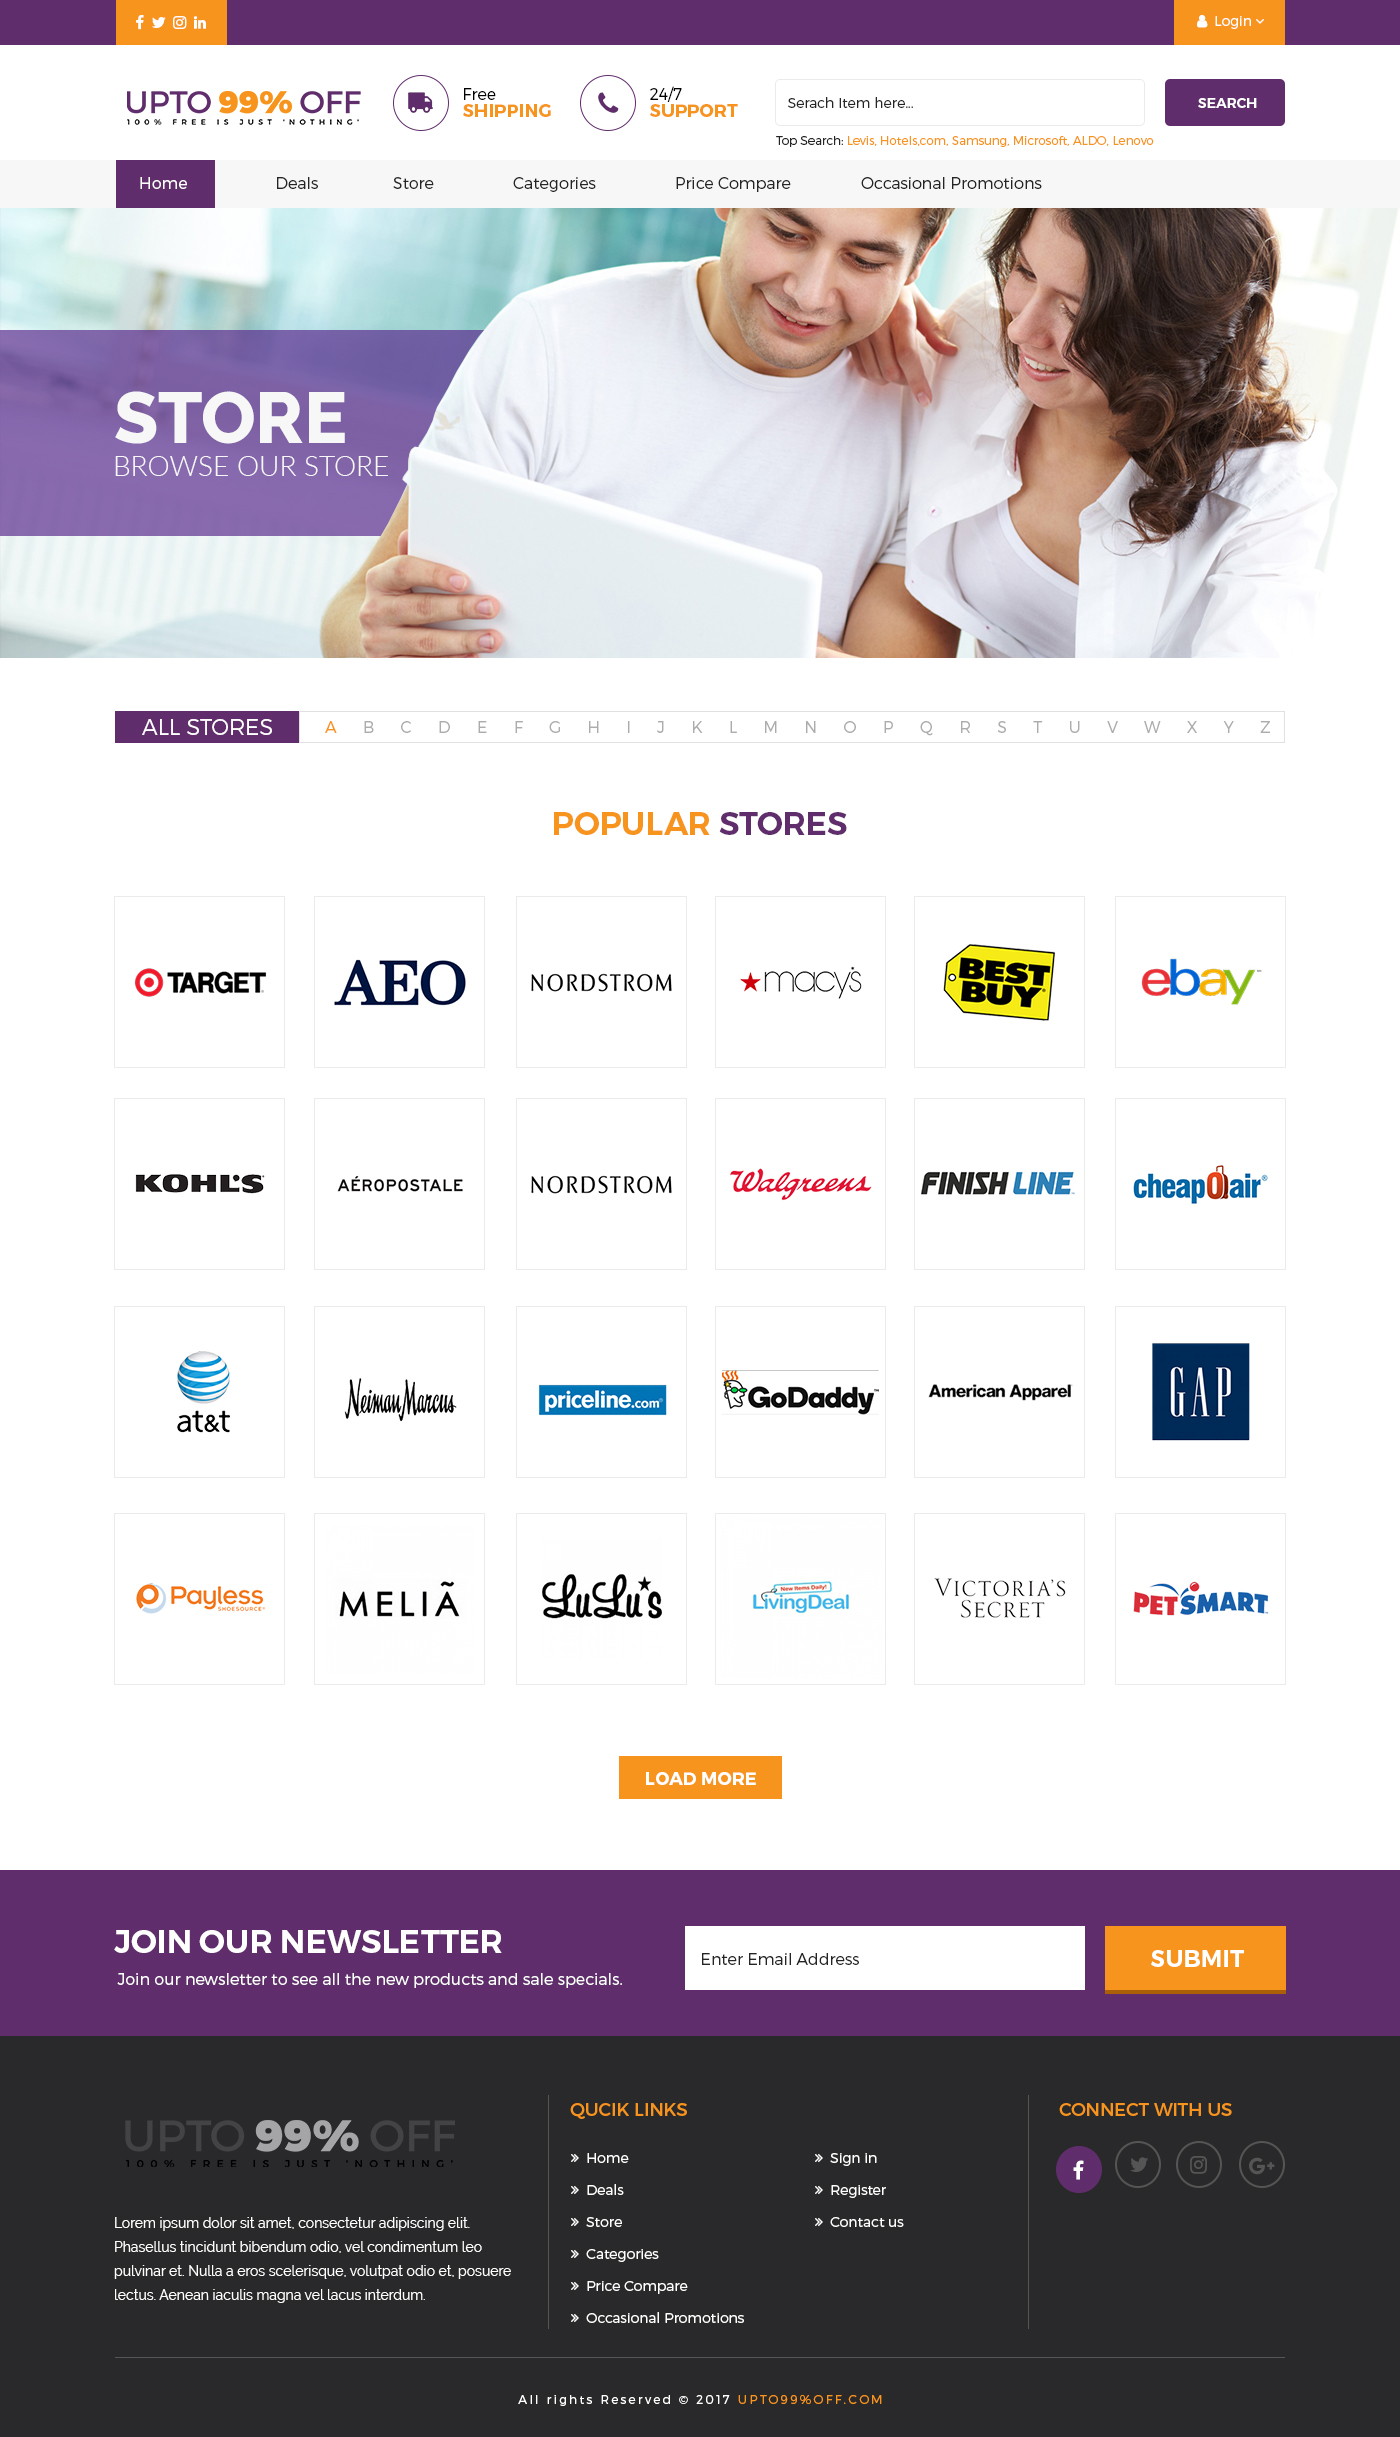 Login
UPTO 99% OFF
100% FREE IS JUST 'NOTHING'
Free
SHIPPING
24/7
SUPPORT
Serach Item here...
SEARCH
Top Search: Levis, Hotels,com, Samsung, Microsoft, ALDO, Lenovo
Home Deals Store Categories Price Compare Occasional Promotions
STORE
BROWSE OUR STORE
ALL STORES A B C D E F G H I J K L M N O P Q R S T U V W X Y Z
POPULAR STORES
TARGET AEO NORDSTROM macy's BEST BUY ebay
KOHL'S AÉROPOSTALE NORDSTROM Walgreens FINISH LINE cheapOair®
at&t Neiman Marcus priceline.com® GoDaddy™ American Apparel GAP
Payless SHOESOURCE MELIÃ LuLu's New Items Daily! LivingDeal VICTORIA'S SECRET PETSMART
LOAD MORE
JOIN OUR NEWSLETTER
Join our newsletter to see all the new products and sale specials.
Enter Email Address
SUBMIT
UPTO 99% OFF
100% FREE IS JUST 'NOTHING'
Lorem ipsum dolor sit amet, consectetur adipiscing elit.
Phasellus tincidunt bibendum odio, vel condimentum leo
pulvinar et. Nulla a eros scelerisque, volutpat odio et, posuere
lectus. Aenean iaculis magna vel lacus interdum.
QUCIK LINKS
» Home
» Deals
» Store
» Categories
» Price Compare
» Occasional Promotions
» Sign in
» Register
» Contact us
CONNECT WITH US
All rights Reserved © 2017 UPTO99%OFF.COM